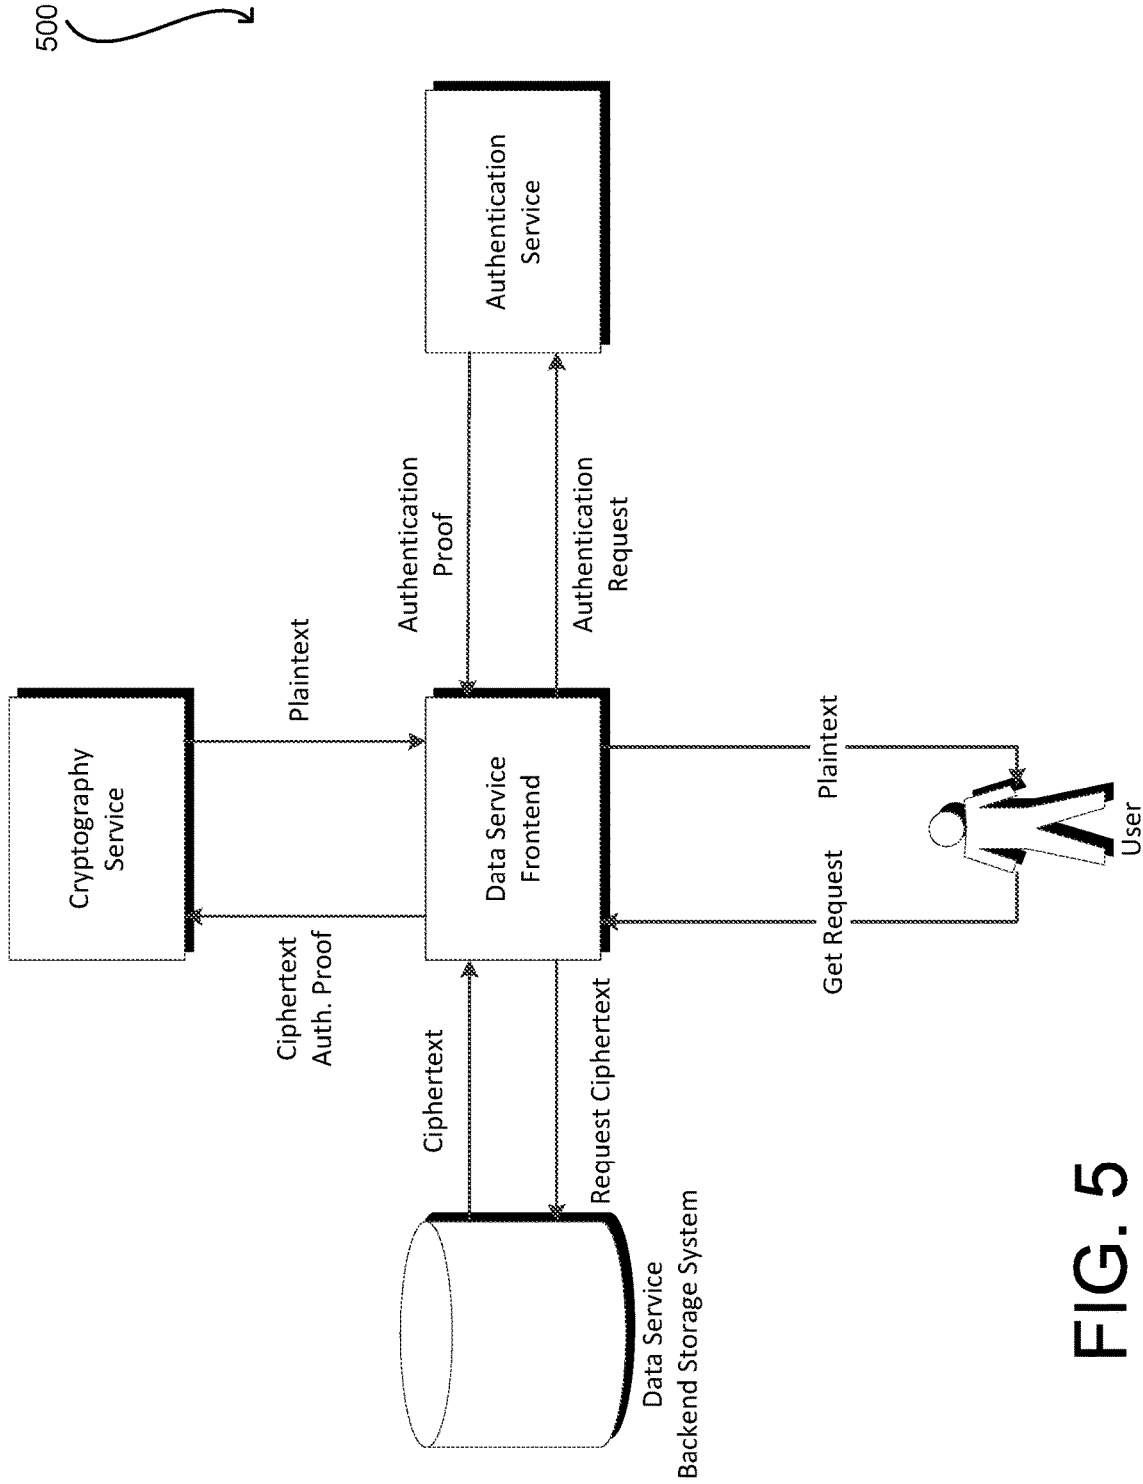 500
Cryptography
Service
Ciphertext
Auth. Proof
Plaintext
Ciphertext
Request Ciphertext
Data Service
Backend Storage System
Data Service
Frontend
Authentication
Proof
Authentication
Request
Authentication
Service
Get Request
Plaintext
User
FIG. 5